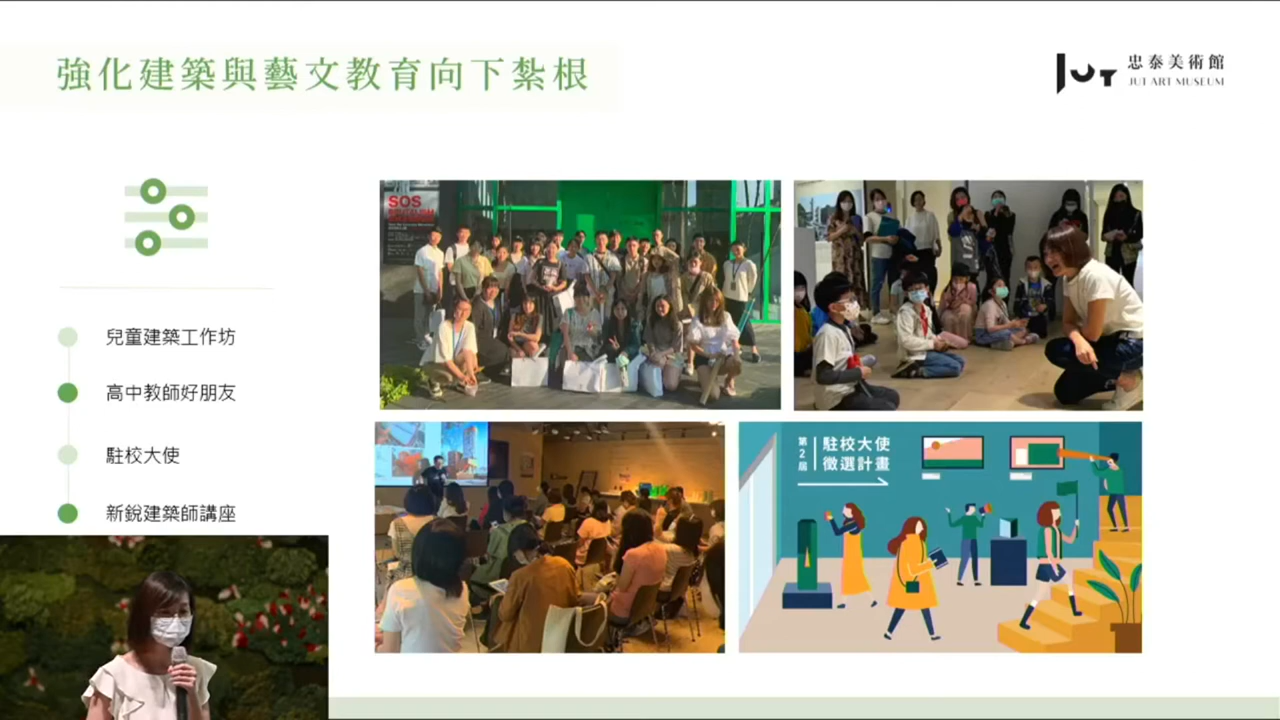 強化建築與藝文教育向下紮根
JUT
忠泰美術館
JUT ART MUSEUM
兒童建築工作坊
高中教師好朋友
駐校大使
新銳建築師講座
SOS
第2屆
駐校大使
徵選計畫